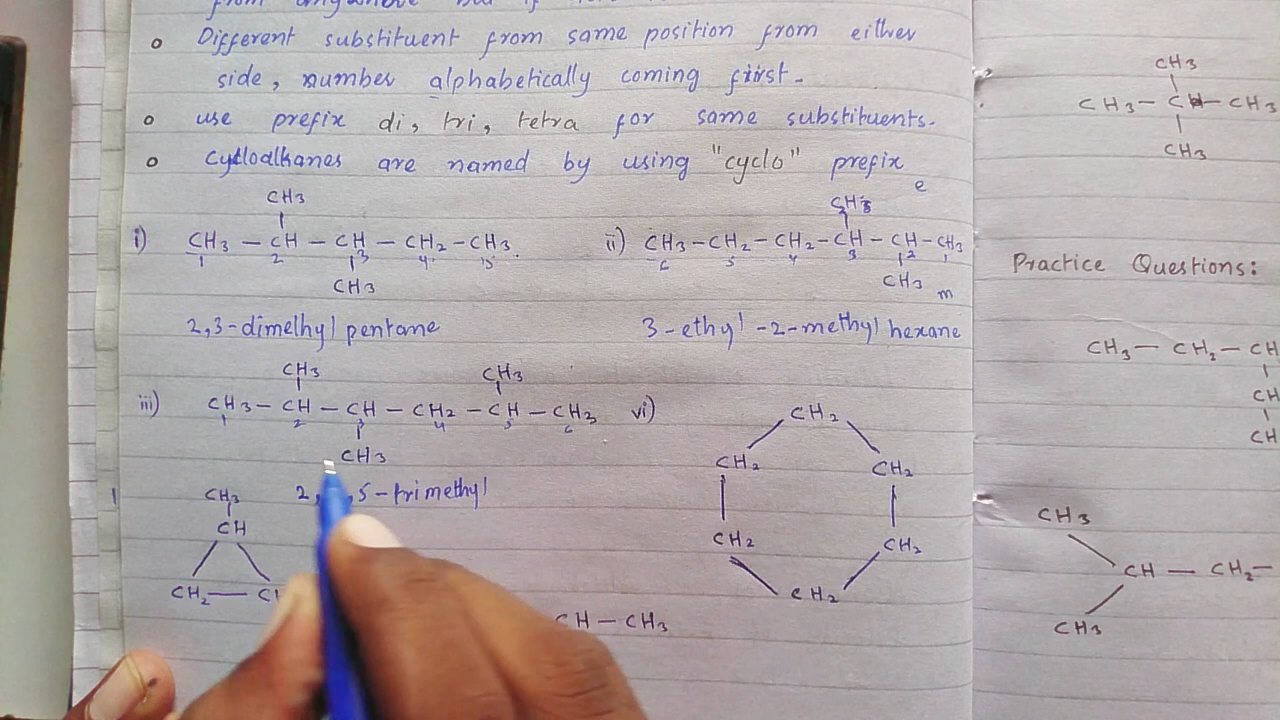 Different substituent from same position from either
side, number alphabetically coming first.
use prefix di, tri, tetra for same substituents.
Cycloalkanes are named by using "cyclo" prefix
CH3
i) CH3 — CH — CH — CH2 — CH3.
1 2 3 4 5
CH3
2,3-dimethyl pentane
e
CH3
ii) CH3 — CH2 — CH2 — CH — CH — CH3
6 5 4 3 2 1
CH3 m
3-ethyl-2-methyl hexane
CH3 CH3
iii) CH3 — CH — CH — CH2 — CH — CH3
1 2 3 4 5 6
CH3
2, ,5-trimethyl
CH3
CH
CH2
vi) CH2
CH2 CH2
CH2 CH2
CH2
CH — CH3
CH3
CH3 — CH — CH3
CH3
Practice Questions:
CH3 — CH2 — CH
CH
CH
CH3
CH — CH2 —
CH3